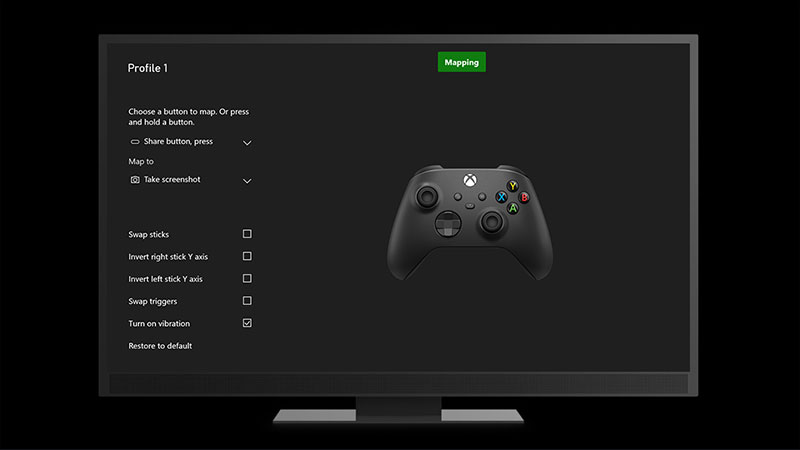 Profile 1
Mapping
Choose a button to map. Or press
and hold a button.
Share button, press
Map to
Take screenshot
Swap sticks
Invert right stick Y axis
Invert left stick Y axis
Swap triggers
Turn on vibration
Restore to default
Y
X
B
A